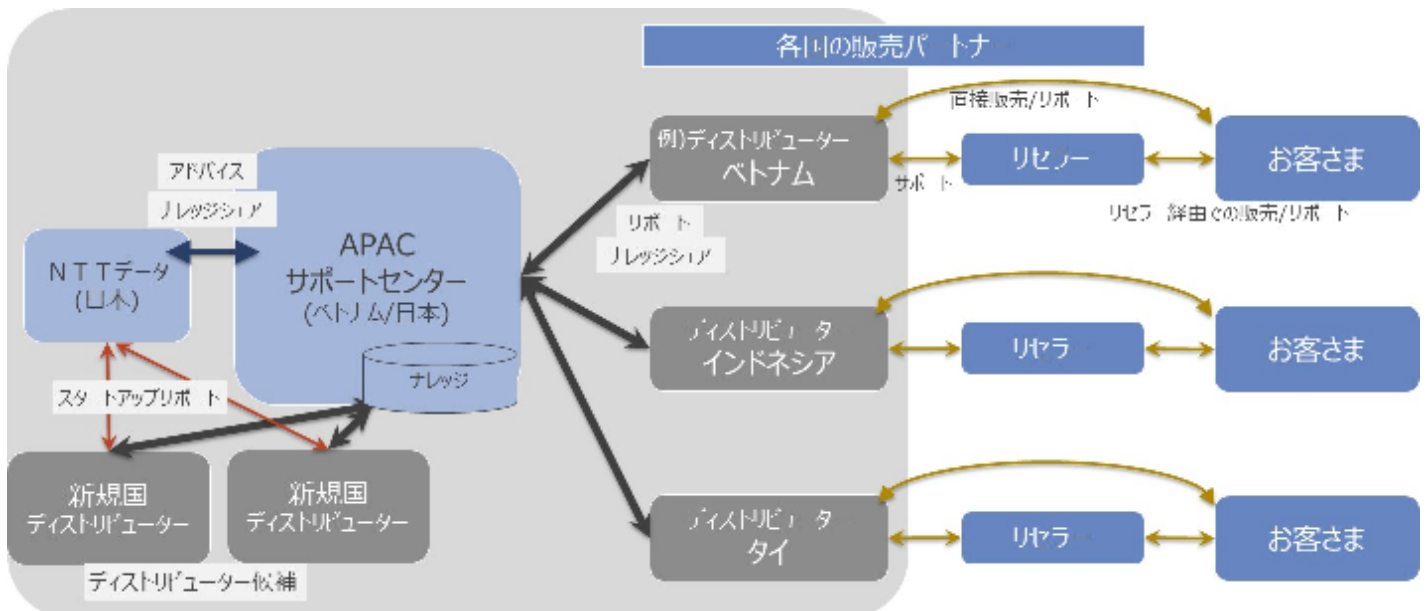 各国の販売パートナー
直接販売/サポート
例)ディストリビューター
ベトナム
リセラー
お客さま
サポート
リセラー経由での販売/サポート
アドバイス
ナレッジシェア
サポート
ナレッジシェア
NTTデータ
(日本)
APAC
サポートセンター
(ベトナム/日本)
ナレッジ
ディストリビューター
インドネシア
リセラー
お客さま
スタートアップサポート
新規国
ディストリビューター
新規国
ディストリビューター
ディストリビューター候補
ディストリビューター
タイ
リセラー
お客さま